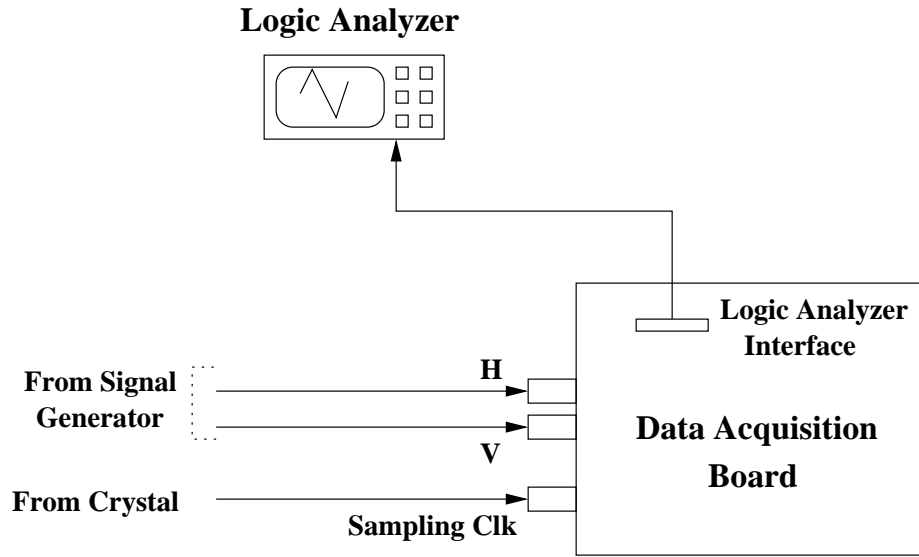 Logic Analyzer
Logic Analyzer
Interface
From Signal
Generator
H
V
Data Acquisition
Board
From Crystal
Sampling Clk